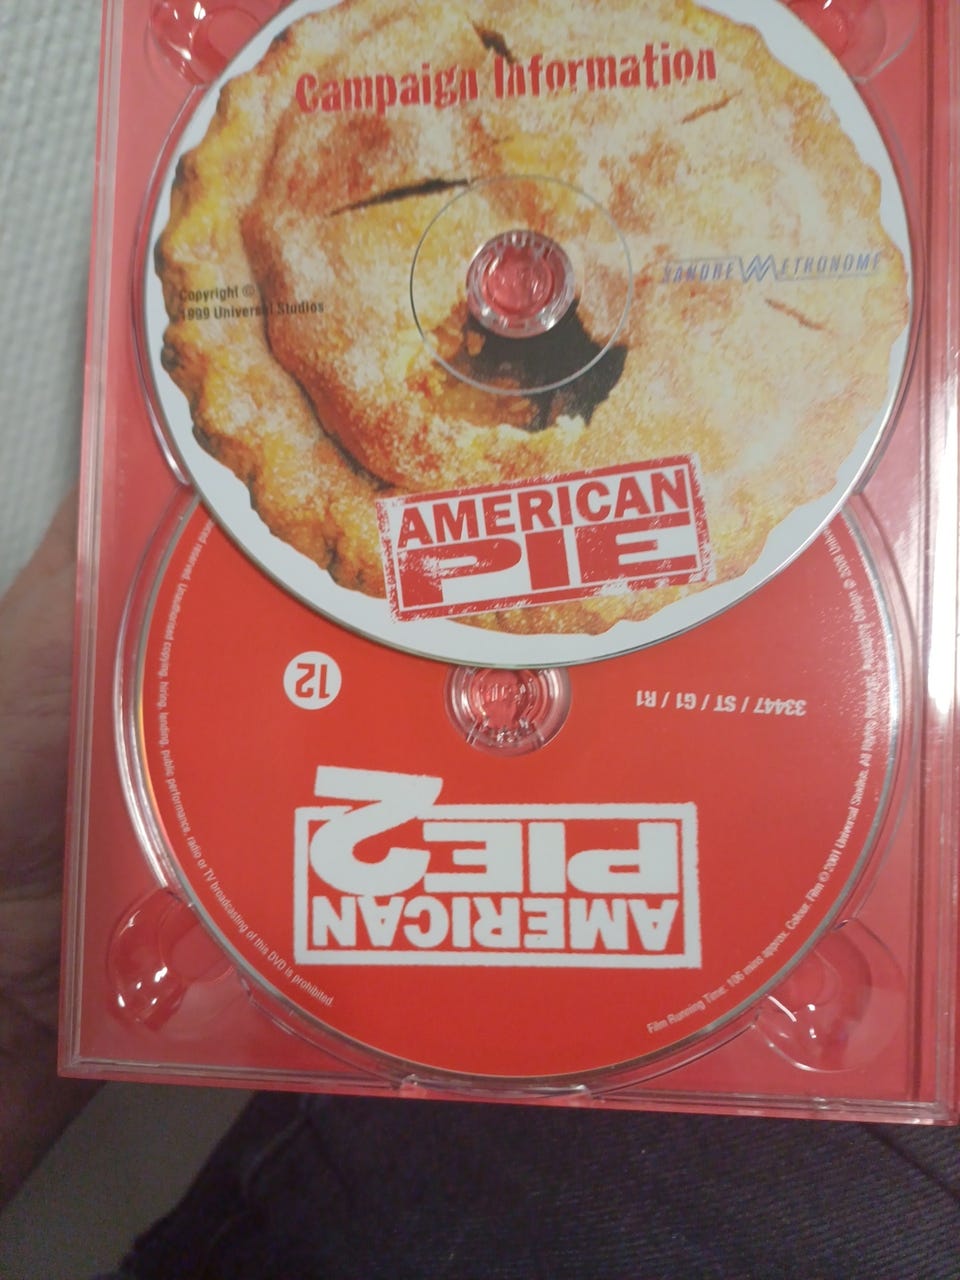 Campaign Information
SANDREW METRONOME
Copyright ©
1999 Universal Studios
AMERICAN
PIE
12
33447 / ST / G1 / R1
AMERICAN
PIE 2
reserved. Unauthorised copying, hiring, lending, public performance, radio or TV broadcasting of this DVD is prohibited.
Film Running Time: 106 mins approx. Colour. Film © 2001 Universal Studios. All Rights